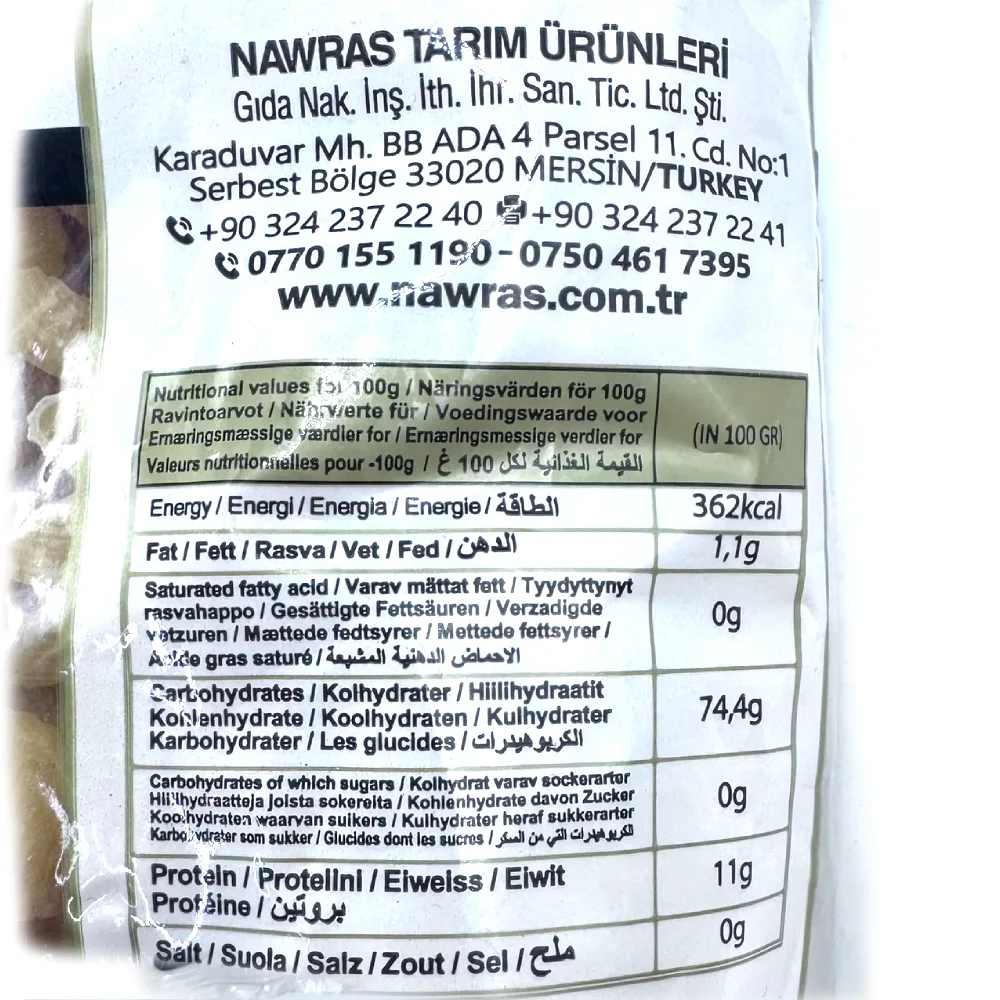 NAWRAS TARIM ÜRÜNLERİ
Gıda Nak. İnş. İth. İhr. San. Tic. Ltd. Şti.
Karaduvar Mh. BB ADA 4 Parsel 11. Cd. No:1
Serbest Bölge 33020 MERSİN/TURKEY
+90 324 237 22 40 +90 324 237 22 41
0770 155 1190 - 0750 461 7395
www.nawras.com.tr
Nutritional values for 100g / Näringsvärden för 100g
Ravintoarvot / Nährwerte für / Voedingswaarde voor
Ernæringsmæssige værdier for / Ernæringsmessige verdier for
Valeurs nutritionnelles pour -100g / القيمة الغذائية لكل 100 غ
(IN 100 GR)
Energy / Energi / Energia / Energie / الطاقة
362kcal
Fat / Fett / Rasva / Vet / Fed / الدهن
1,1g
Saturated fatty acid / Varav mättat fett / Tyydyttynyt
rasvahappo / Gesättigte Fettsäuren / Verzadigde
vetzuren / Mættede fedtsyrer / Mettede fettsyrer /
Acide gras saturé / الاحماض الدهنية المشبعة
0g
Carbohydrates / Kolhydrater / Hiilihydraatit
Kohlenhydrate / Koolhydraten / Kulhydrater
Karbohydrater / Les glucides / الكربوهيدرات
74,4g
Carbohydrates of which sugars / Kolhydrat varav sockerarter
Hiilihydraatteja joista sokereita / Kohlenhydrate davon Zucker
Koolhydraten waarvan suikers / Kulhydrater heraf sukkerarter
Karbohydrater som sukker / Glucides dont les sucres / الكربوهيدرات التي من السكر
0g
Protein / Proteiini / Eiweiss / Eiwit
Protéine / بروتين
11g
Salt / Suola / Salz / Zout / Sel / ملح
0g